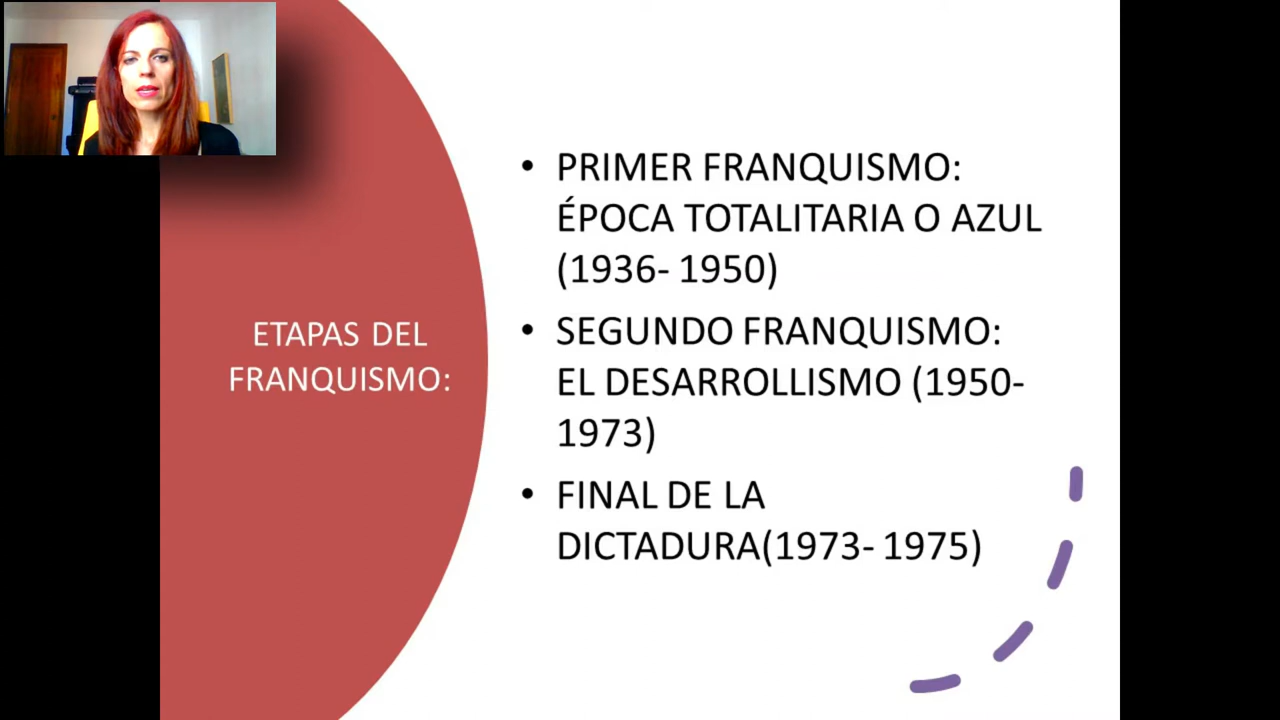 ETAPAS DEL
FRANQUISMO:
• PRIMER FRANQUISMO:
ÉPOCA TOTALITARIA O AZUL
(1936- 1950)
• SEGUNDO FRANQUISMO:
EL DESARROLLISMO (1950-
1973)
• FINAL DE LA
DICTADURA(1973- 1975)